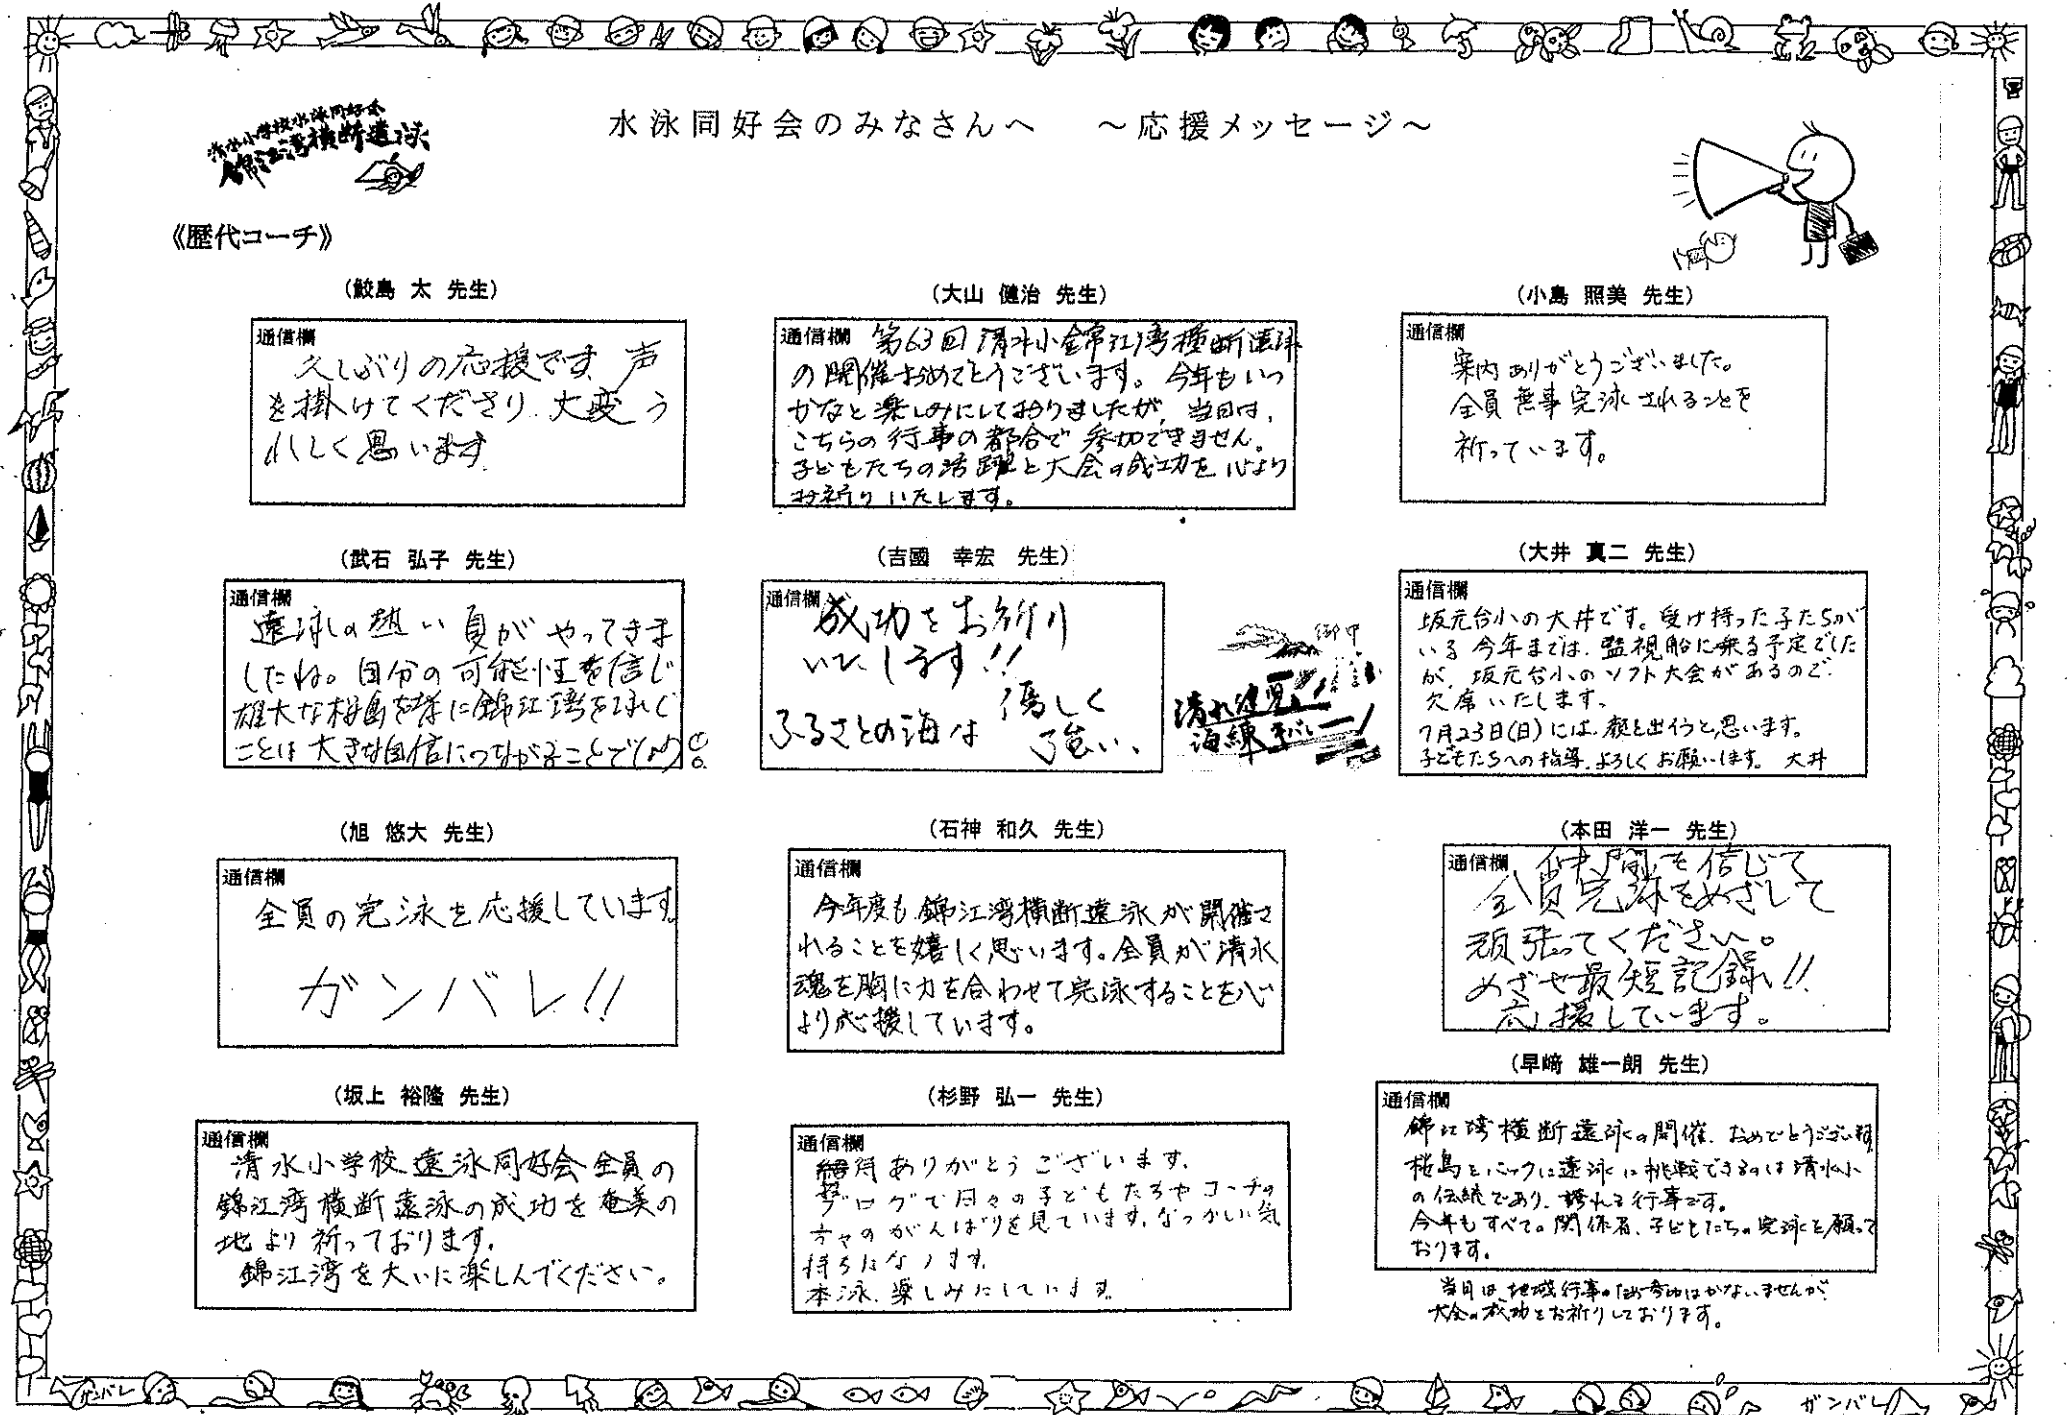 清水小学校水泳同好会
錦江湾横断遠泳
水泳同好会のみなさんへ ～応援メッセージ～
《歴代コーチ》
(鮫島 太 先生)
通信欄
久しぶりの応援です 声
を掛けてくださり、大変う
れしく思います
(大山 健治 先生)
通信欄 第63回清水小錦江湾横断遠泳
の開催おめでとうございます。今年もいつ
かなと楽しみにしておりましたが、当日は、
こちらの行事の都合で参加できません。
子どもたちの活躍と大会の成功を心より
お祈りいたします。
(小島 照美 先生)
通信欄
案内ありがとうございました。
全員無事完泳されることを
祈っています。
(武石 弘子 先生)
通信欄
遠泳の熱い夏がやってきま
したね。自分の可能性を信じ
雄大な桜島を背に錦江湾を泳ぐ
ことは大きな自信につながることでしょう
(吉國 幸宏 先生)
通信欄 成功をお祈り
いたします!!
ふるさとの海は 優しく
強い、
(大井 真二 先生)
通信欄
坂元台小の大井です。受け持った子たちが
いる今年までは、監視船に乗る予定でした
が、坂元台小のソフト大会があるので、
欠席いたします。
7月23日(日)には、顔を出そうと思います。
子どもたちへの指導、よろしくお願いします。 大井
(旭 悠大 先生)
通信欄
全員の完泳を応援しています
ガンバレ!!
(石神 和久 先生)
通信欄
今年度も錦江湾横断遠泳が開催さ
れることを嬉しく思います。全員が清水
魂を胸に力を合わせて完泳することを心
より応援しています。
(本田 洋一 先生)
通信欄 仲間を信じて
全員完泳をめざして
頑張ってください。
めざせ最短記録!!
応援しています。
(坂上 裕隆 先生)
通信欄
清水小学校遠泳同好会全員の
錦江湾横断遠泳の成功を奄美の
地より祈っております。
錦江湾を大いに楽しんでください。
(杉野 弘一 先生)
通信欄
ありがとうございます。
ブログで日々の子どもたちやコーチの
方々のがんばりを見ています。なつかしい気
持ちになります。
本泳、楽しみにしています。
(早﨑 雄一朗 先生)
通信欄
錦江湾横断遠泳の開催、おめでとうございます。
桜島をバックに遠泳に挑戦できるのは清水小
の伝統であり、誇れる行事です。
今年もすべての関係者、子どもたちの完泳を願って
おります。
当日は、地域行事のため参加はかないませんが、
大会の成功をお祈りしております。
ガンバレ
ガンバレ